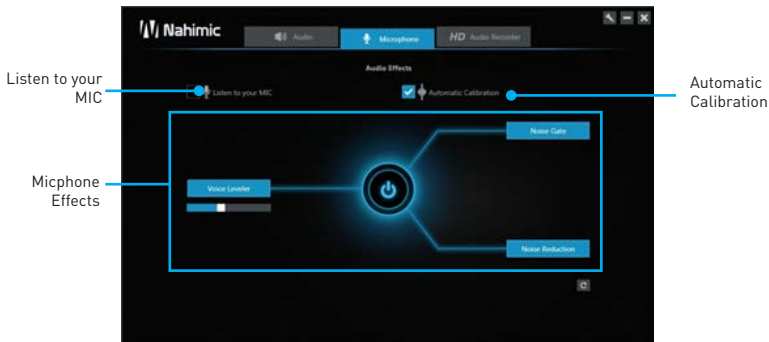 Nahimic
Audio
Microphone
HD Audio Recorder
Audio Effects
Listen to your
MIC
Listen to your MIC
Automatic Calibration
Automatic
Calibration
Noise Gate
Micphone
Effects
Voice Leveler
Noise Reduction